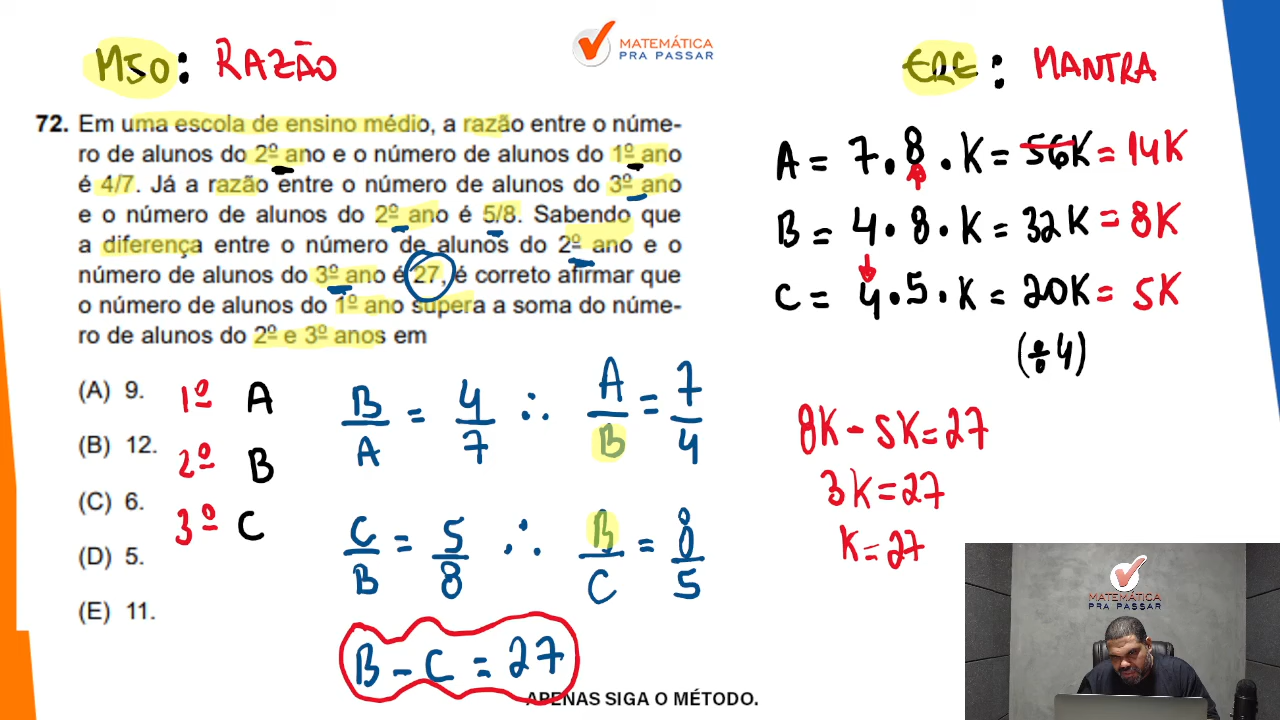 M50: RAZÃO
MATEMÁTICA
PRA PASSAR
: MANTRA
72. Em uma escola de ensino médio, a razão entre o núme-
ro de alunos do 2º ano e o número de alunos do 1º ano
é 4/7. Já a razão entre o número de alunos do 3º ano
e o número de alunos do 2º ano é 5/8. Sabendo que
a diferença entre o número de alunos do 2º ano e o
número de alunos do 3º ano é 27, é correto afirmar que
o número de alunos do 1º ano supera a soma do núme-
ro de alunos do 2º e 3º anos em
(A) 9.
(B) 12.
(C) 6.
(D) 5.
(E) 11.
1º A
2º B
3º C
B/A = 4/7 ∴ A/B = 7/4
C/B = 5/8 ∴ B/C = 8/5
B - C = 27
A = 7.8.K = 56K = 14K
B = 4.8.K = 32K = 8K
C = 4.5.K = 20K = 5K
(÷4)
8K - 5K = 27
3K = 27
K = 27
MATEMÁTICA
PRA PASSAR
APENAS SIGA O MÉTODO.